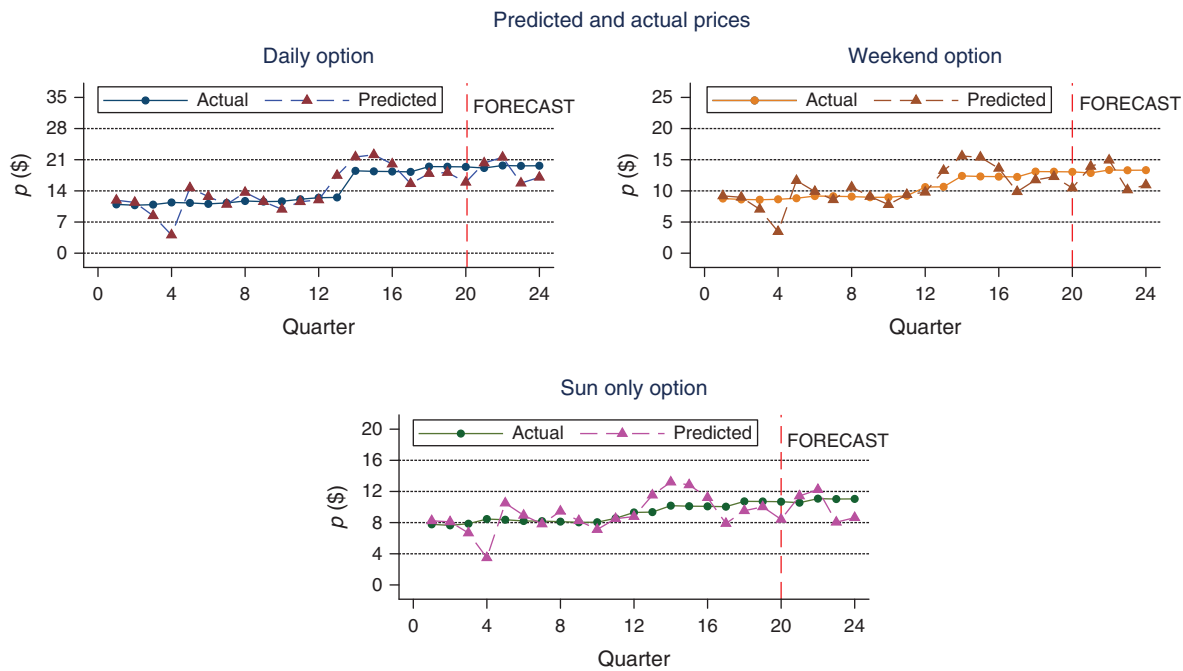 Predicted and actual prices
Daily option
Actual
Predicted
FORECAST
35
28
21
14
7
0
p ($)
0 4 8 12 16 20 24
Quarter
Weekend option
Actual
Predicted
FORECAST
25
20
15
10
5
0
p ($)
0 4 8 12 16 20 24
Quarter
Sun only option
Actual
Predicted
FORECAST
20
16
12
8
4
0
p ($)
0 4 8 12 16 20 24
Quarter